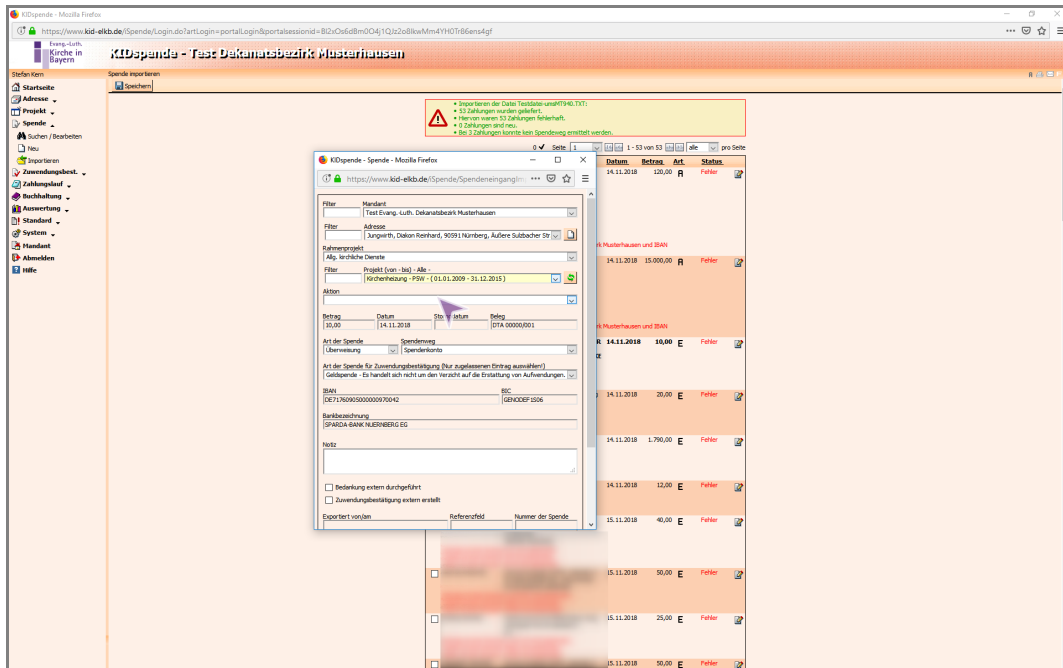 KIDspende - Mozilla Firefox
https://www.kid-elkb.de/iSpende/Login.do?artLogin=portalLogin&portalsessionid=
Evang.-Luth.
Kirche in
Bayern
KIDspende - Test Dekanatsbezirk Musterhausen
Stefan Kern
Spende importieren
Speichern
Startseite
Adresse
Projekt
Spende
Suchen / Bearbeiten
Neu
Importieren
Zuwendungsbest.
Zahlungslauf
Buchhaltung
Auswertung
Standard
System
Mandant
Abmelden
Hilfe
• Importieren der Datei Testdatei-umsMT940.TXT:
• 53 Zahlungen wurden geliefert.
• Hiervon waren 53 Zahlungen fehlerhaft.
• 0 Zahlungen sind neu.
• Bei 3 Zahlungen konnte kein Spendeweg ermittelt werden.
0 Seite 1 1 - 53 von 53 alle pro Seite
Datum Betrag Art Status
14.11.2018 120,00 A Fehler
Musterhausen und IBAN
14.11.2018 15.000,00 A Fehler
Musterhausen und IBAN
14.11.2018 10,00 E Fehler
14.11.2018 20,00 E Fehler
14.11.2018 1.790,00 E Fehler
14.11.2018 12,00 E Fehler
15.11.2018 40,00 E Fehler
15.11.2018 50,00 E Fehler
15.11.2018 25,00 E Fehler
15.11.2018 50,00 E Fehler
KIDspende - Spende - Mozilla Firefox
https://www.kid-elkb.de/iSpende/SpendeneingangIm
Filter Mandant
Test Evang.-Luth. Dekanatsbezirk Musterhausen
Filter Adresse
Jungwirth, Diakon Reinhard, 90591 Nürnberg, Äußere Sulzbacher Str
Rahmenprojekt
Allg. kirchliche Dienste
Filter Projekt (von - bis) - Alle -
Kirchenheizung - PSW - ( 01.01.2009 - 31.12.2015 )
Aktion
Betrag Datum Beleg
10,00 14.11.2018 DTA 00000/001
Art der Spende Spendenweg
Überweisung Spendenkonto
Art der Spende für Zuwendungsbestätigung (Nur zugelassenen Eintrag auswählen!)
Geldspende - Es handelt sich nicht um den Verzicht auf die Erstattung von Aufwendungen.
IBAN BIC
DE71760905000000970042 GENODEF1S06
Bankbezeichnung
SPARDA-BANK NUERNBERG EG
Notiz
Bedankung extern durchgeführt
Zuwendungsbestätigung extern erstellt
Exportiert von/am Referenzfeld Nummer der Spende